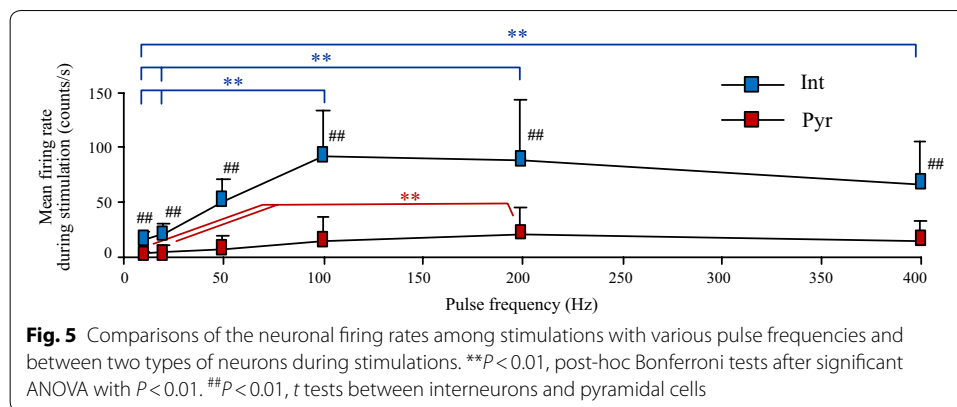 **
**
**
150
100
50
0
Mean firing rate
during stimulation (counts/s)
Int
Pyr
##
##
##
##
##
##
**
0
50
100
150
200
250
300
350
400
Pulse frequency (Hz)
Fig. 5 Comparisons of the neuronal firing rates among stimulations with various pulse frequencies and
between two types of neurons during stimulations. **P < 0.01, post-hoc Bonferroni tests after significant
ANOVA with P < 0.01. ##P < 0.01, t tests between interneurons and pyramidal cells